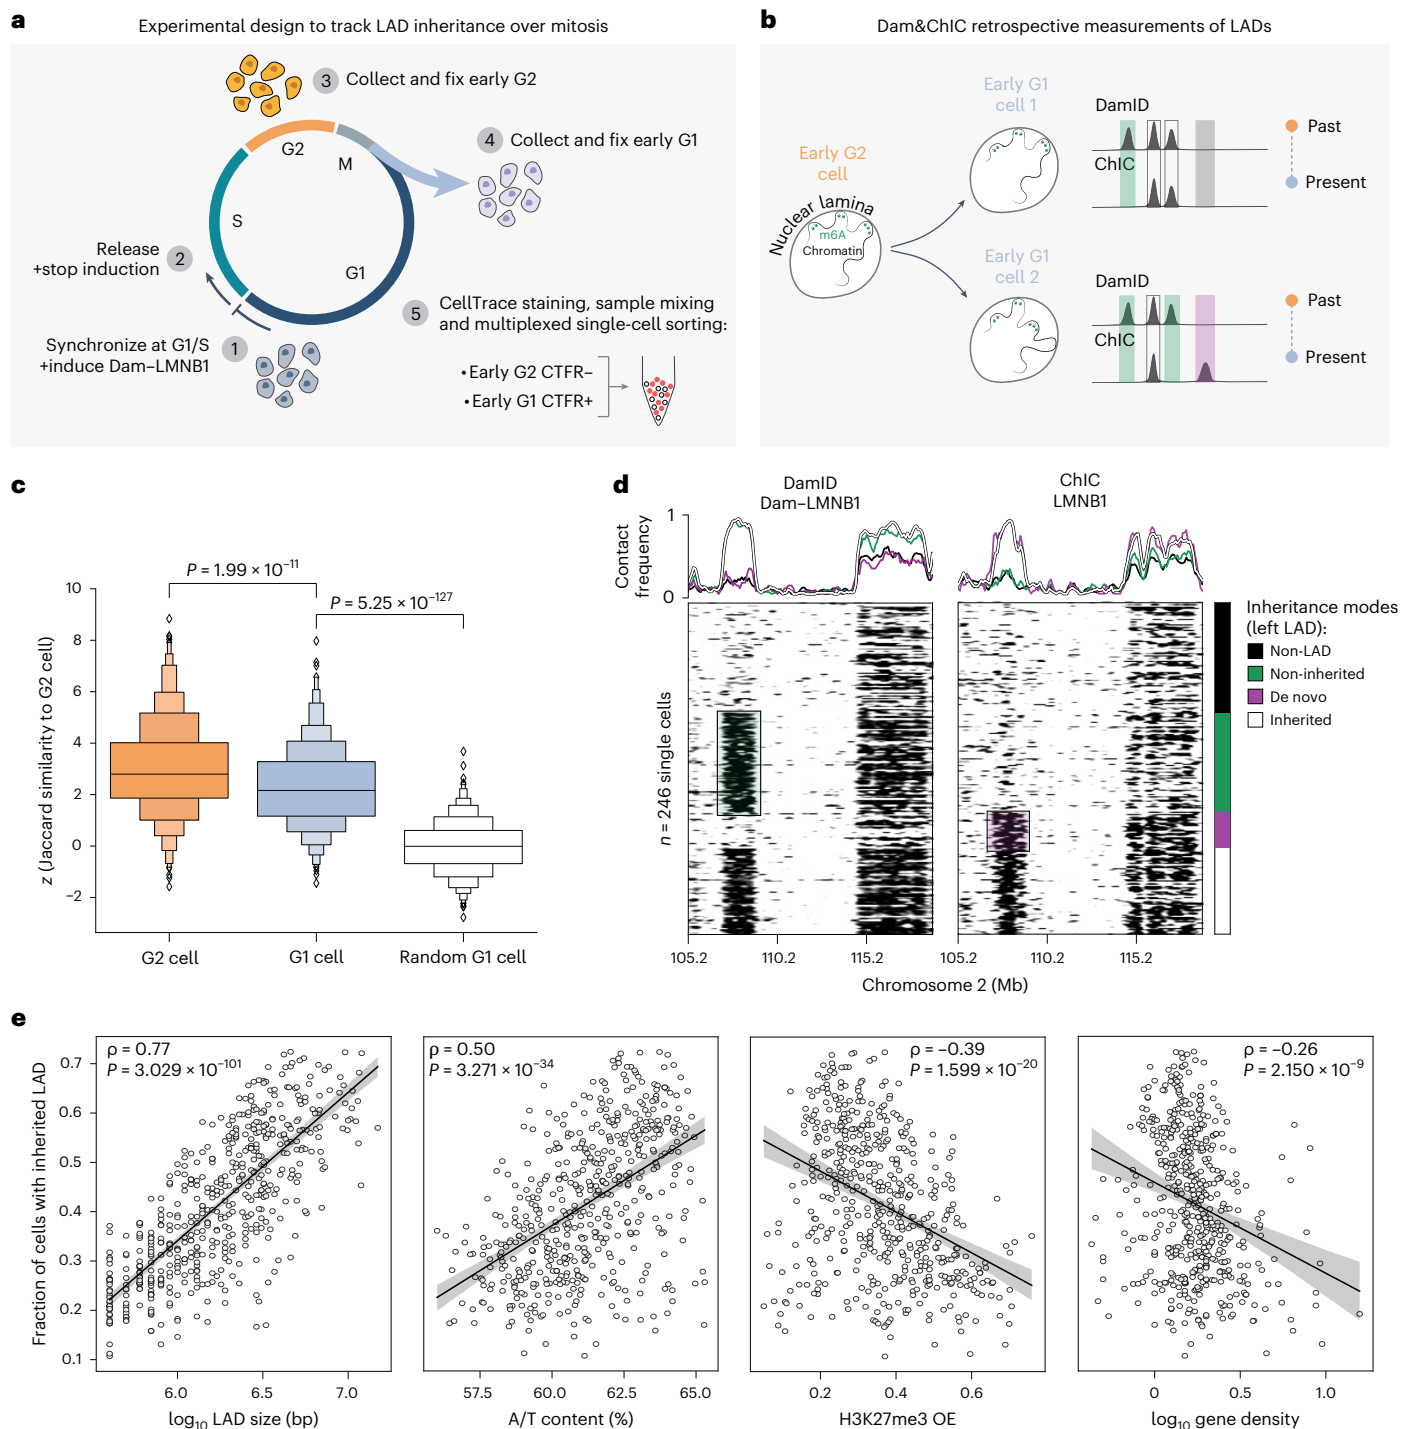 a
Experimental design to track LAD inheritance over mitosis
3 Collect and fix early G2
4 Collect and fix early G1
G2
M
S
G1
Release
+stop induction
2
Synchronize at G1/S
+induce Dam–LMNB1
1
5 CellTrace staining, sample mixing
and multiplexed single-cell sorting:
• Early G2 CTFR–
• Early G1 CTFR+
b
Dam&ChIC retrospective measurements of LADs
Early G2
cell
Nuclear lamina
m6A
Chromatin
Early G1
cell 1
DamID
ChIC
Past
Present
Early G1
cell 2
DamID
ChIC
Past
Present
c
P = 1.99 × 10⁻¹¹
P = 5.25 × 10⁻¹²⁷
z (Jaccard similarity to G2 cell)
10
8
6
4
2
0
–2
G2 cell
G1 cell
Random G1 cell
d
DamID
Dam–LMNB1
ChIC
LMNB1
Contact
frequency
1
0
n = 246 single cells
Inheritance modes
(left LAD):
Non-LAD
Non-inherited
De novo
Inherited
105.2 110.2 115.2
105.2 110.2 115.2
Chromosome 2 (Mb)
e
Fraction of cells with inherited LAD
0.7
0.6
0.5
0.4
0.3
0.2
0.1
ρ = 0.77
P = 3.029 × 10⁻¹⁰¹
6.0 6.5 7.0
log₁₀ LAD size (bp)
ρ = 0.50
P = 3.271 × 10⁻³⁴
57.5 60.0 62.5 65.0
A/T content (%)
ρ = –0.39
P = 1.599 × 10⁻²⁰
0.2 0.4 0.6
H3K27me3 OE
ρ = –0.26
P = 2.150 × 10⁻⁹
0 0.5 1.0
log₁₀ gene density